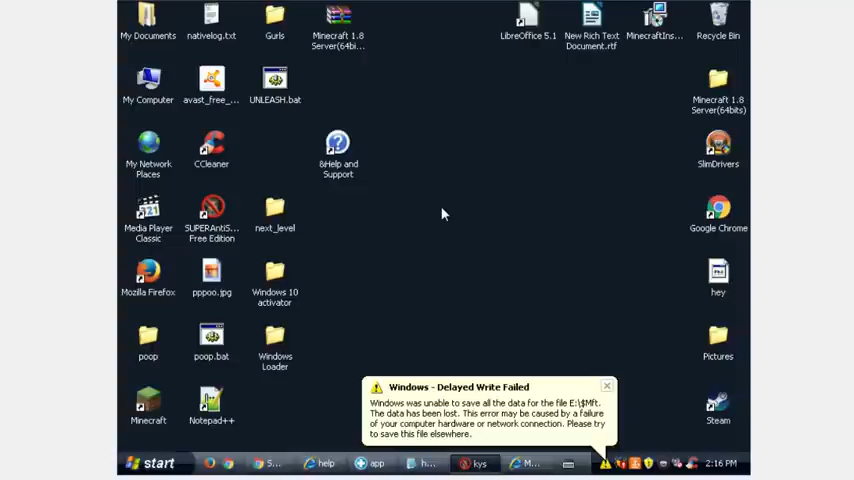 My Documents
nativelog.txt
Gurls
Minecraft 1.8
Server(64bi...
LibreOffice 5.1
New Rich Text
Document.rtf
MinecraftIns...
Recycle Bin
My Computer
avast_free_...
UNLEASH.bat
Minecraft 1.8
Server(64bits)
My Network
Places
CCleaner
&Help and
Support
SlimDrivers
Media Player
Classic
SUPERAntiS...
Free Edition
next_level
Google Chrome
Mozilla Firefox
pppoo.jpg
Windows 10
activator
hey
poop
poop.bat
Windows
Loader
Pictures
Minecraft
Notepad++
Steam
Windows - Delayed Write Failed
Windows was unable to save all the data for the file E:\$Mft.
The data has been lost. This error may be caused by a failure
of your computer hardware or network connection. Please try
to save this file elsewhere.
start
S...
help
app
h...
kys
M...
2:16 PM